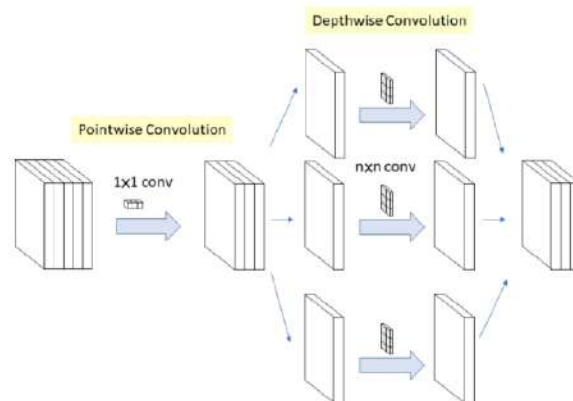 Depthwise Convolution
Pointwise Convolution
1x1 conv
nxn conv